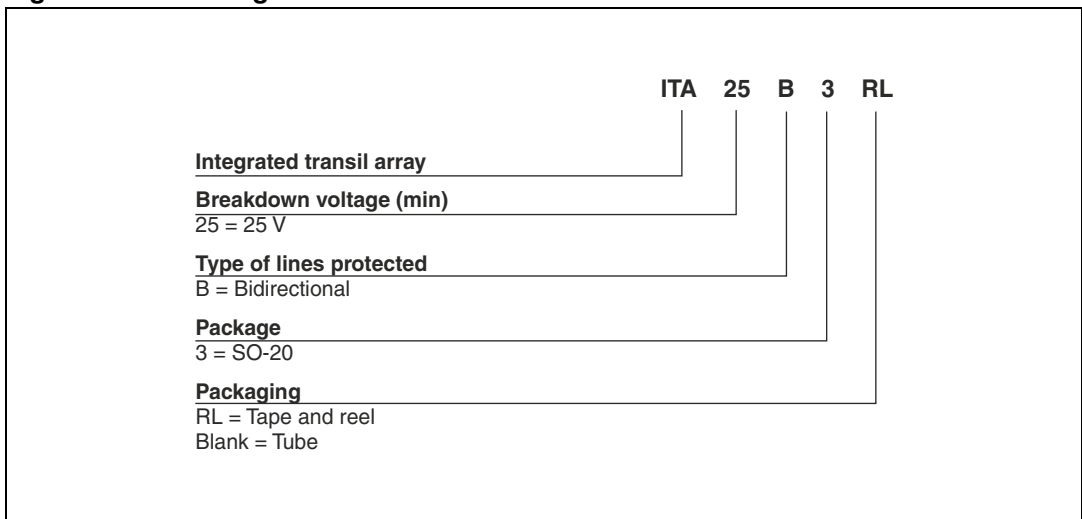 ITA 25 B 3 RL
Integrated transil array
Breakdown voltage (min)
25 = 25 V
Type of lines protected
B = Bidirectional
Package
3 = SO-20
Packaging
RL = Tape and reel
Blank = Tube